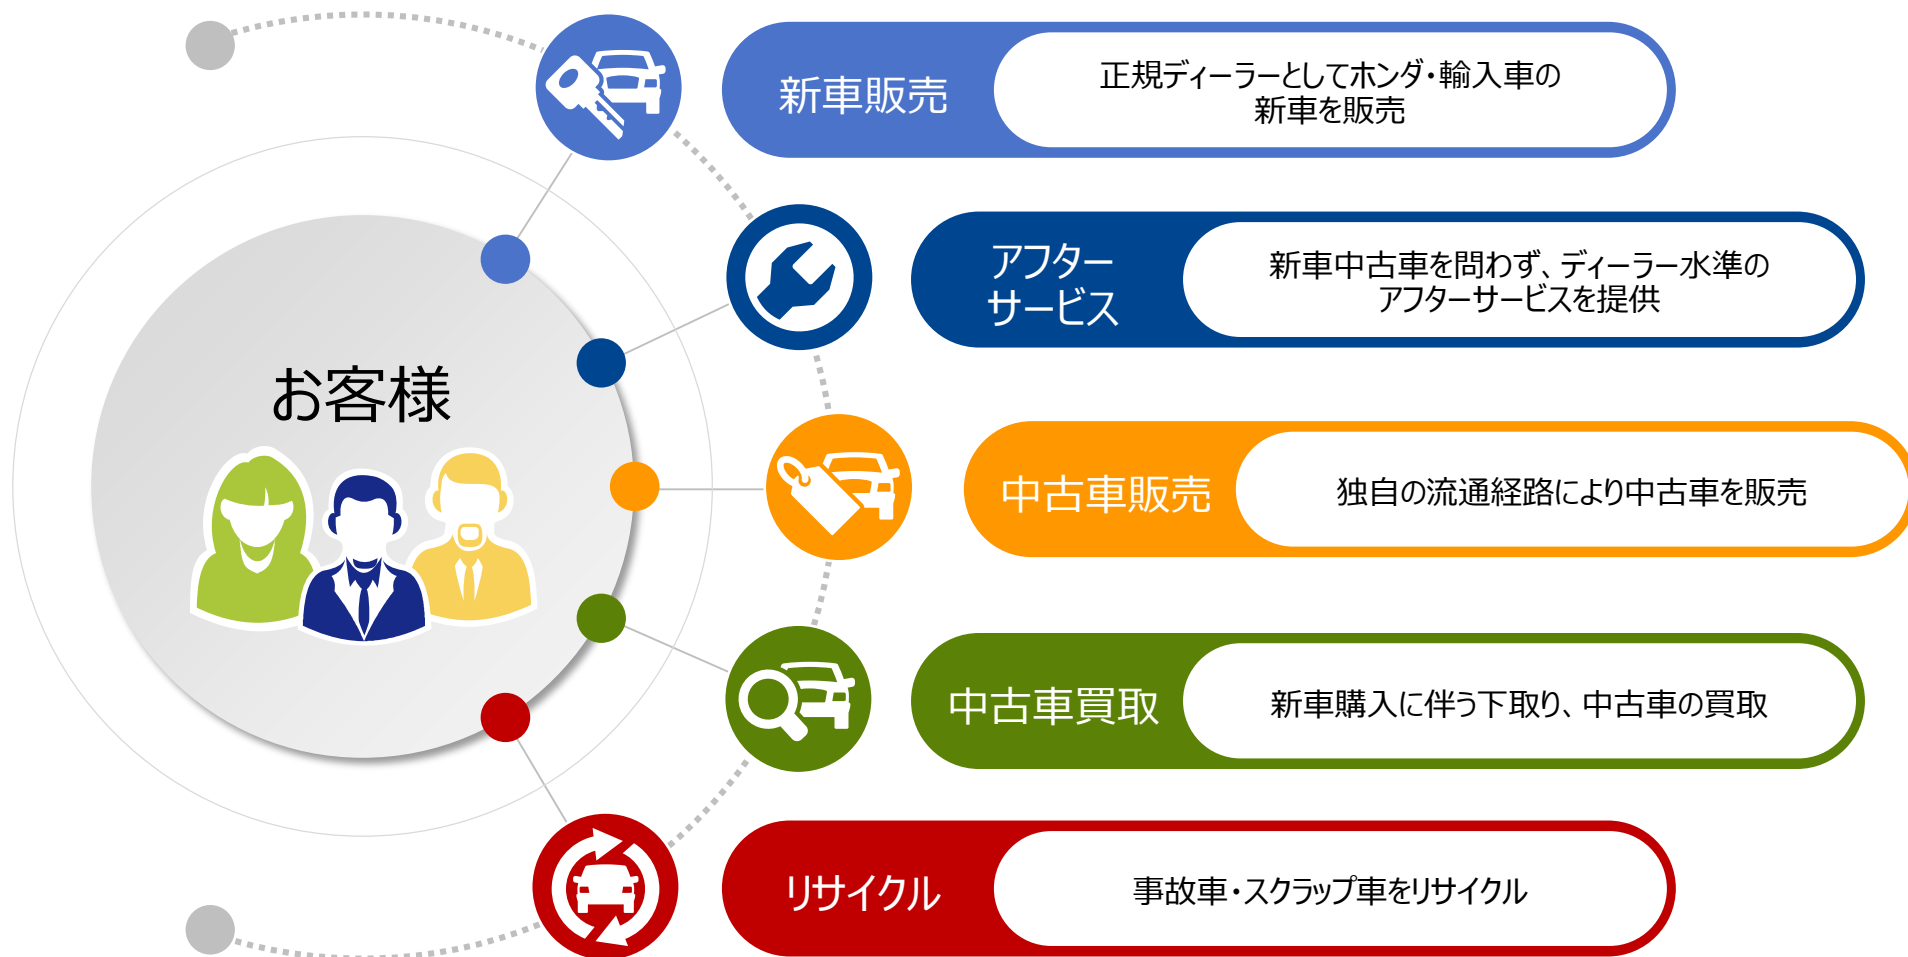 お客様
新車販売
正規ディーラーとしてホンダ・輸入車の
新車を販売
アフター
サービス
新車中古車を問わず、ディーラー水準の
アフターサービスを提供
中古車販売
独自の流通経路により中古車を販売
中古車買取
新車購入に伴う下取り、中古車の買取
リサイクル
事故車・スクラップ車をリサイクル